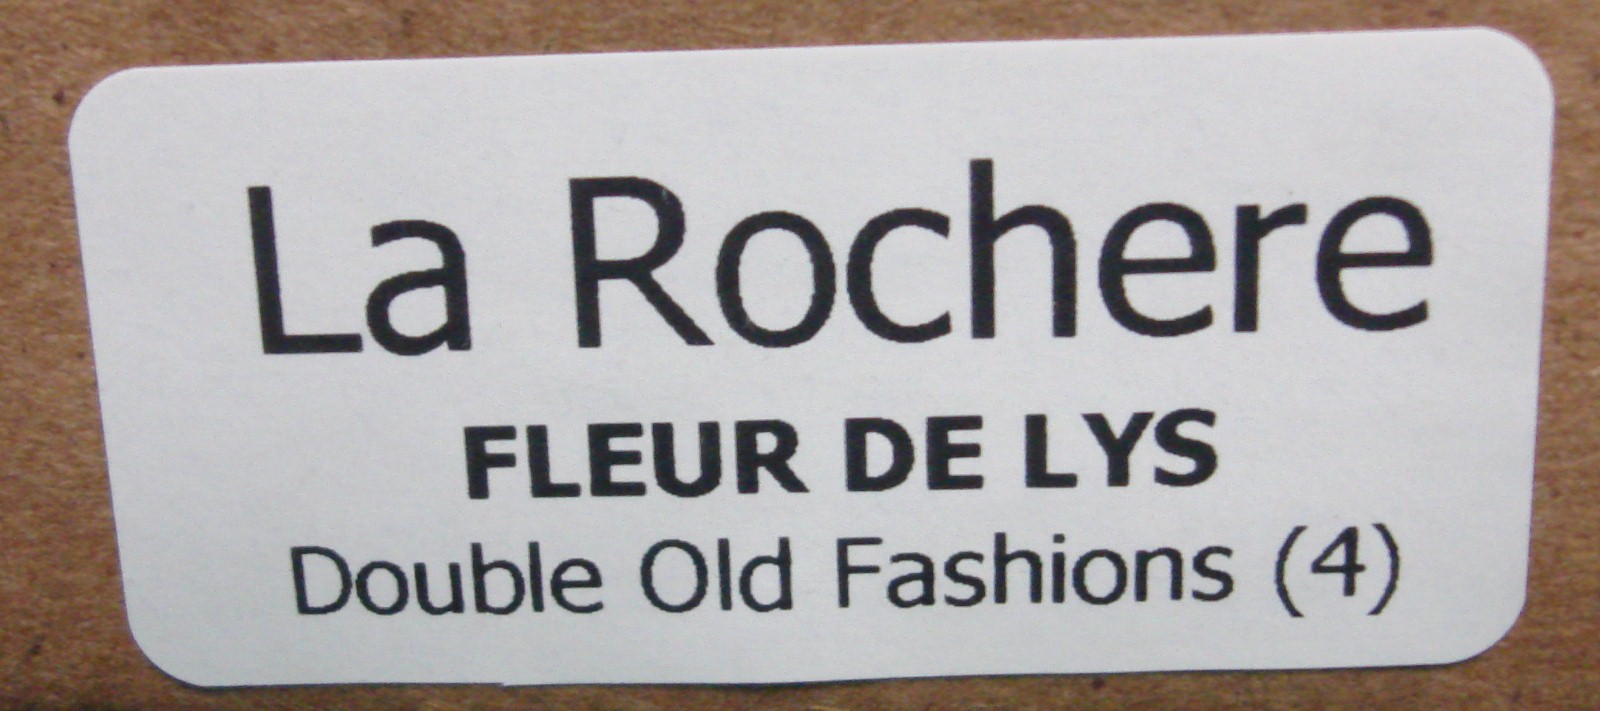 La Rochere
FLEUR DE LYS
Double Old Fashions (4)